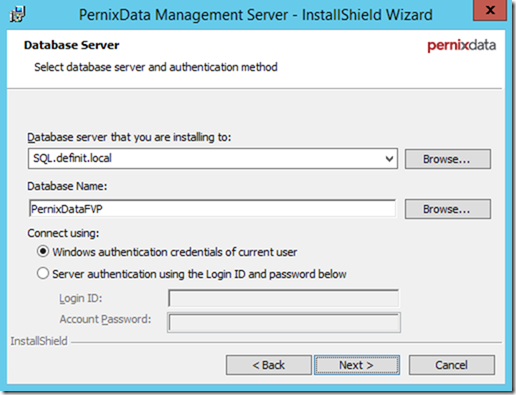 PernixData Management Server - InstallShield Wizard
x
Database Server
pernixdata
Select database server and authentication method
Database server that you are installing to:
SQL.definit.local
Browse...
Database Name:
PernixDataFVP
Browse...
Connect using:
Windows authentication credentials of current user
Server authentication using the Login ID and password below
Login ID:
Account Password:
InstallShield
< Back
Next >
Cancel